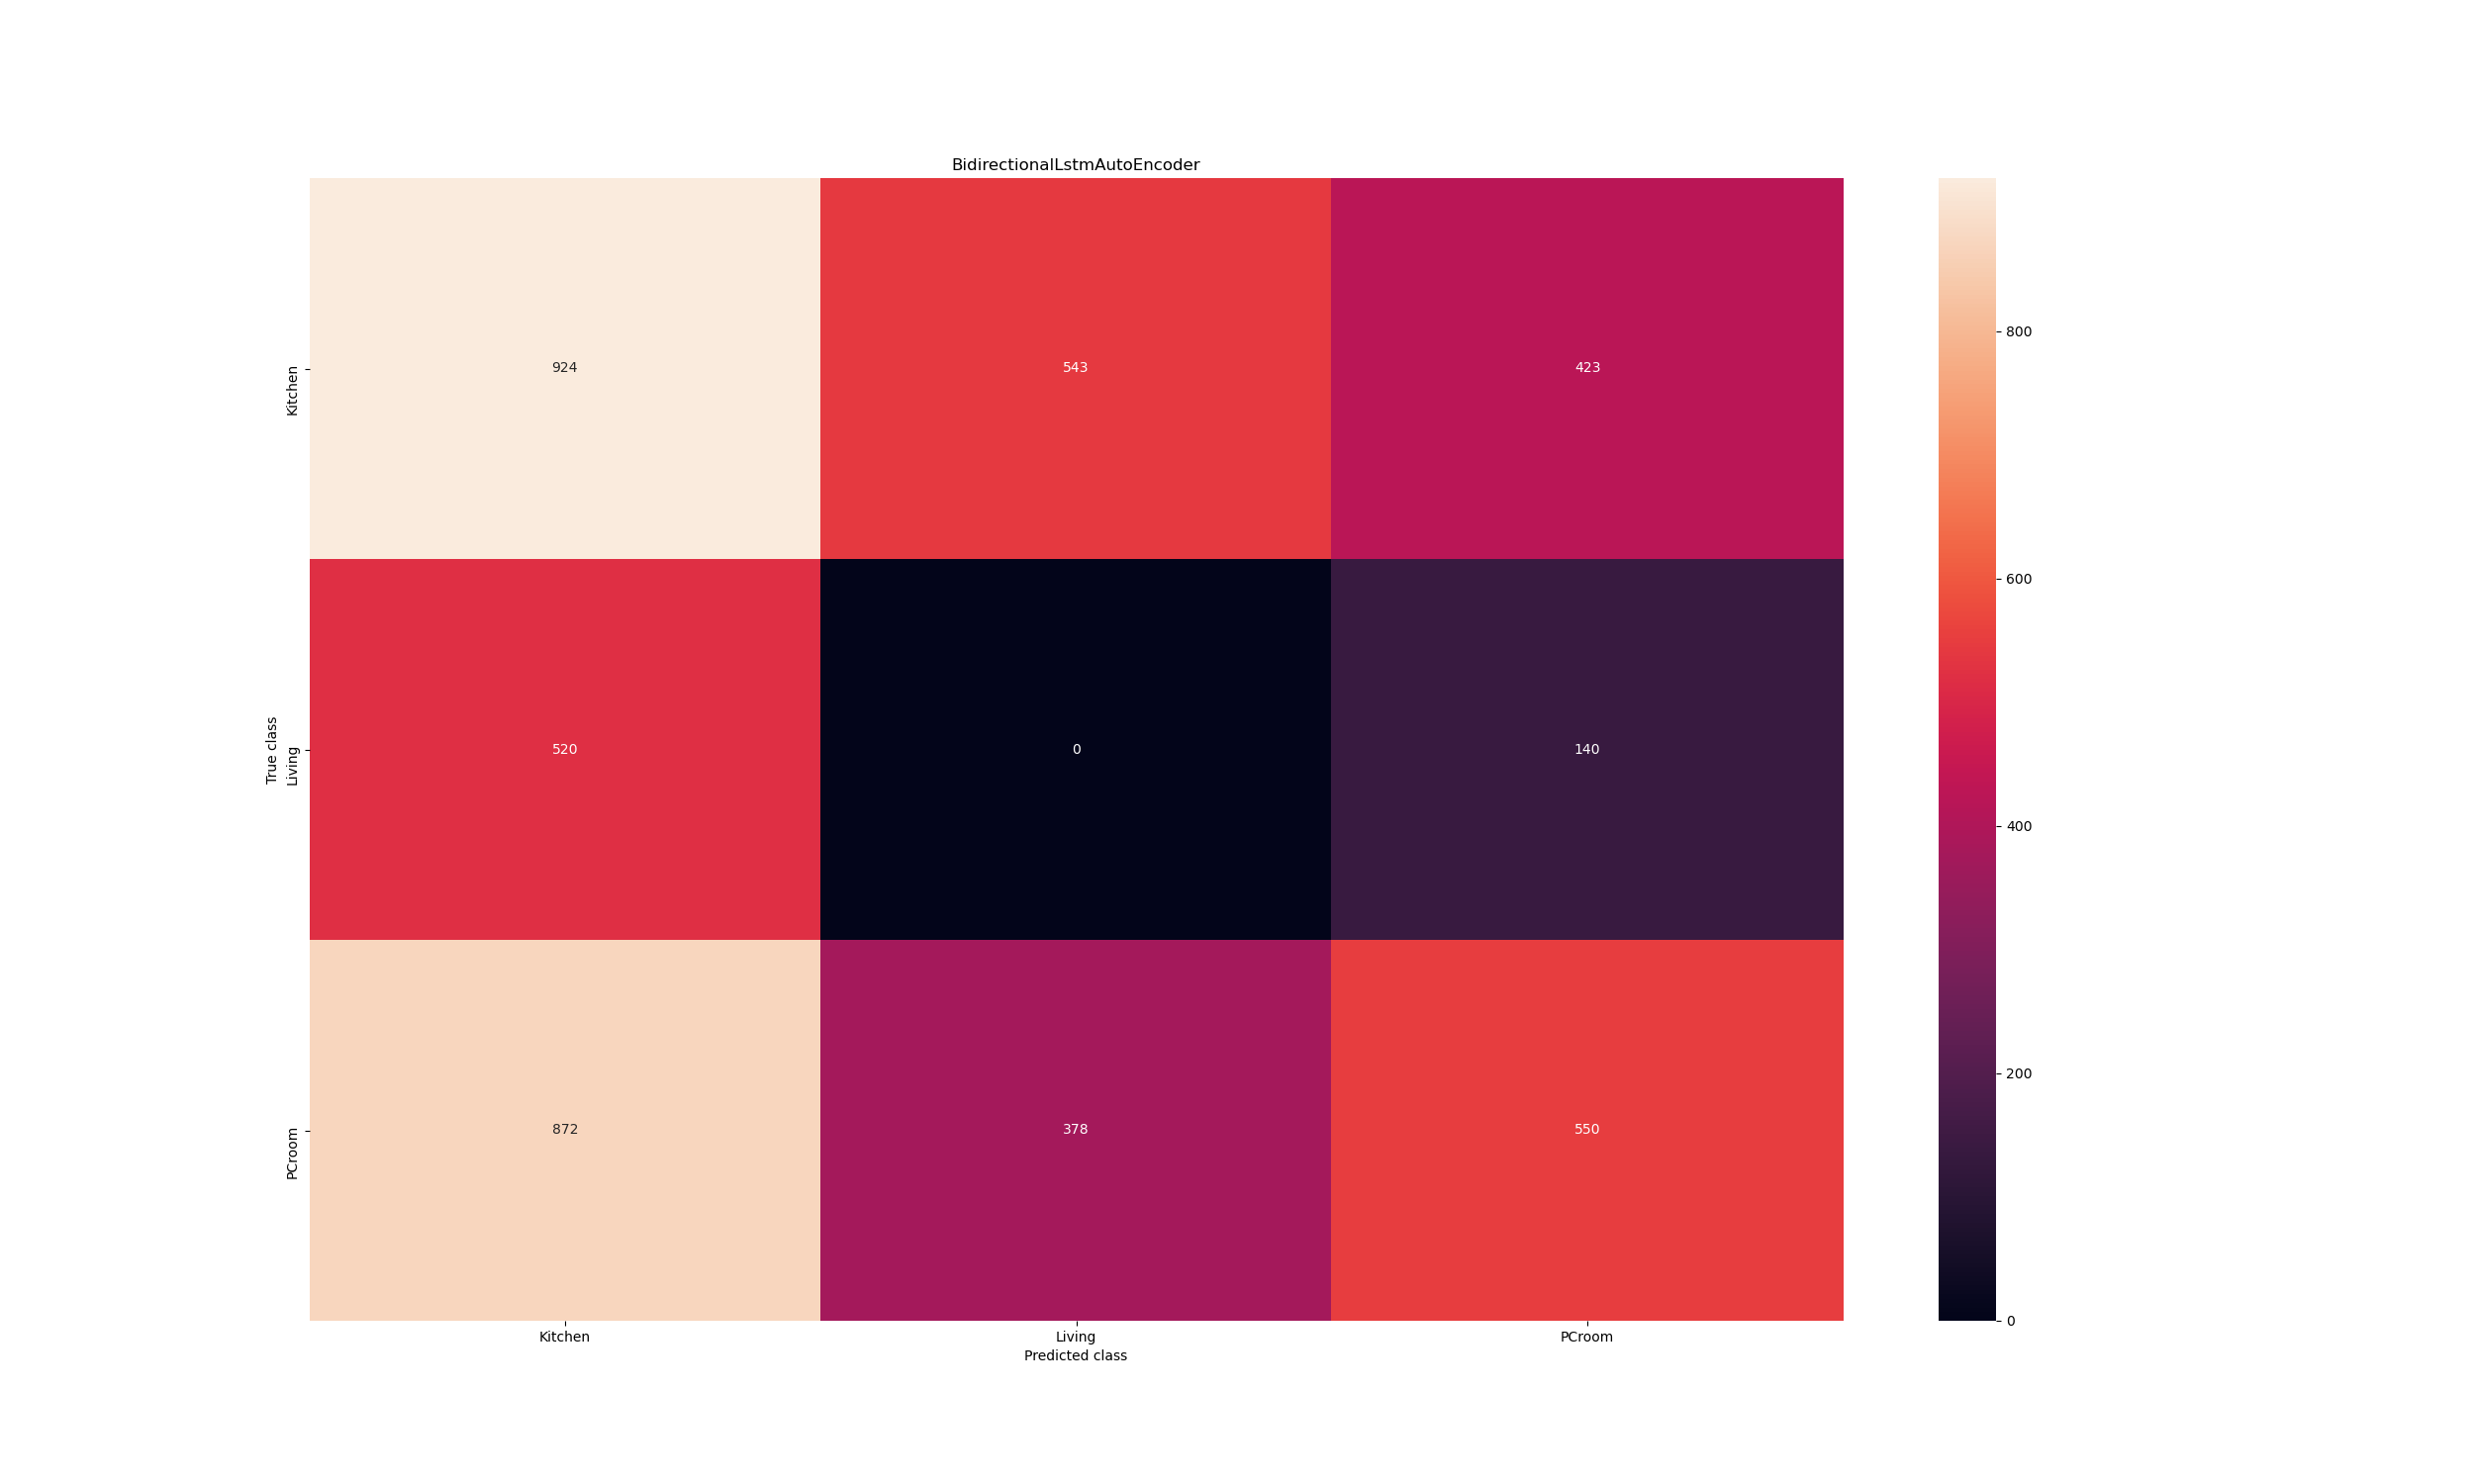 BidirectionalLstmAutoEncoder
Kitchen
924 543 423
800
600
True class
Living
520 0 140
400
200
PCroom
872 378 550
0
Kitchen Living PCroom
Predicted class